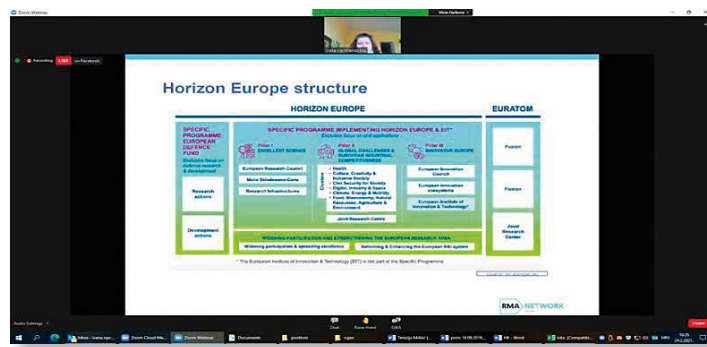 Zoom Webinar
View Options
Recording
LIVE
on Facebook
Horizon Europe structure
HORIZON EUROPE
EURATOM
SPECIFIC
PROGRAMME
EUROPEAN
DEFENCE
FUND
Exclusive focus on
defence research
& development
Research
actions
Development
actions
SPECIFIC PROGRAMME IMPLEMENTING HORIZON EUROPE & EIT*
Exclusive focus on civil applications
Pillar I
EXCELLENT SCIENCE
European Research Council
Marie Skłodowska-Curie
Research Infrastructures
Pillar II
GLOBAL CHALLENGES &
EUROPEAN INDUSTRIAL
COMPETITIVENESS
Clusters
• Health
• Culture, Creativity &
Inclusive Society
• Civil Security for Society
• Digital, Industry & Space
• Climate, Energy & Mobility
• Food, Bioeconomy, Natural
Resources, Agriculture &
Environment
Joint Research Centre
Pillar III
INNOVATIVE EUROPE
European Innovation
Council
European innovation
ecosystems
European Institute of
Innovation & Technology*
WIDENING PARTICIPATION AND STRENGTHENING THE EUROPEAN RESEARCH AREA
Widening participation & spreading excellence
Reforming & Enhancing the European R&I system
Fusion
Fission
Joint
Research
Center
* The European Institute of Innovation & Technology (EIT) is not part of the Specific Programme
RMA NETWORK
Audio Settings
Chat
Raise Hand
Q&A
Leave
Zoom Cloud Me...
Zoom Webinar
Documents
HRV
24.2.2021.